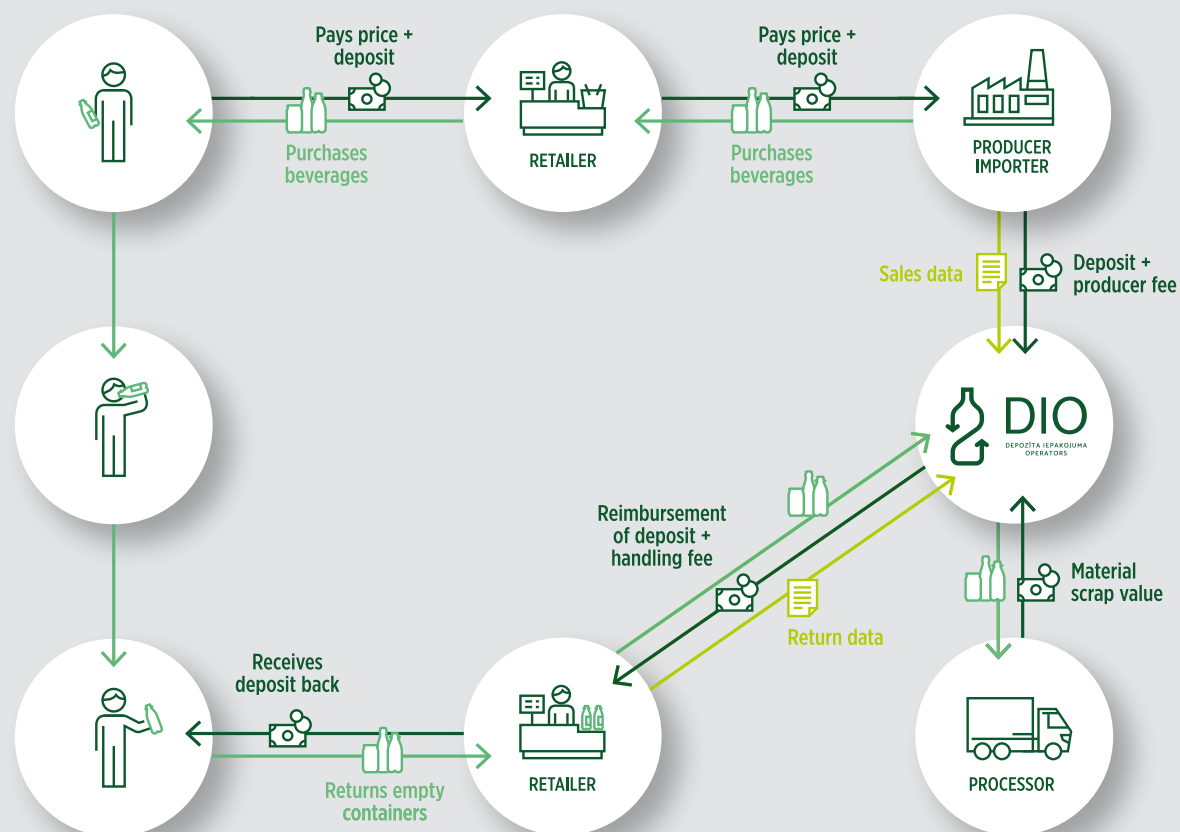 Pays price +
deposit
Purchases
beverages
RETAILER
Pays price +
deposit
Purchases
beverages
PRODUCER
IMPORTER
Sales data
Deposit +
producer fee
DIO
DEPOZĪTA IEPAKOJUMA
OPERATORS
Reimbursement
of deposit +
handling fee
Return data
Material
scrap value
Receives
deposit back
Returns empty
containers
RETAILER
PROCESSOR